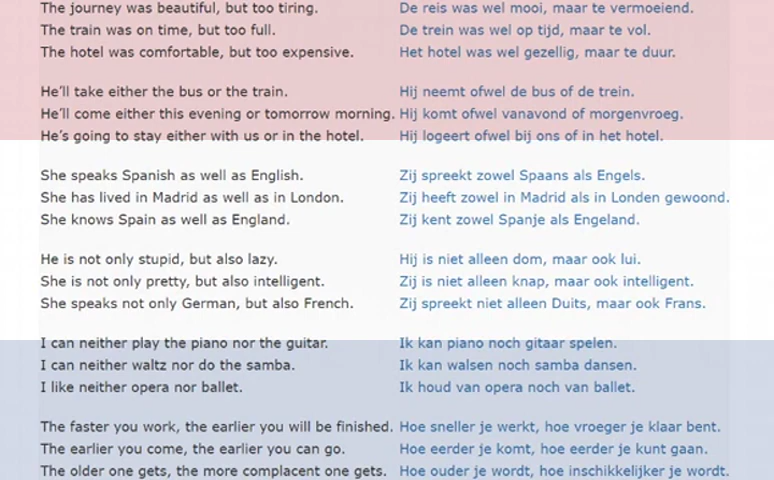 The journey was beautiful, but too tiring. De reis was wel mooi, maar te vermoeiend.
The train was on time, but too full. De trein was wel op tijd, maar te vol.
The hotel was comfortable, but too expensive. Het hotel was wel gezellig, maar te duur.
He'll take either the bus or the train. Hij neemt ofwel de bus of de trein.
He'll come either this evening or tomorrow morning. Hij komt ofwel vanavond of morgenvroeg.
He's going to stay either with us or in the hotel. Hij logeert ofwel bij ons of in het hotel.
She speaks Spanish as well as English. Zij spreekt zowel Spaans als Engels.
She has lived in Madrid as well as in London. Zij heeft zowel in Madrid als in Londen gewoond.
She knows Spain as well as England. Zij kent zowel Spanje als Engeland.
He is not only stupid, but also lazy. Hij is niet alleen dom, maar ook lui.
She is not only pretty, but also intelligent. Zij is niet alleen knap, maar ook intelligent.
She speaks not only German, but also French. Zij spreekt niet alleen Duits, maar ook Frans.
I can neither play the piano nor the guitar. Ik kan piano noch gitaar spelen.
I can neither waltz nor do the samba. Ik kan walsen noch samba dansen.
I like neither opera nor ballet. Ik houd van opera noch van ballet.
The faster you work, the earlier you will be finished. Hoe sneller je werkt, hoe vroeger je klaar bent.
The earlier you come, the earlier you can go. Hoe eerder je komt, hoe eerder je kunt gaan.
The older one gets, the more complacent one gets. Hoe ouder je wordt, hoe inschikkelijker je wordt.